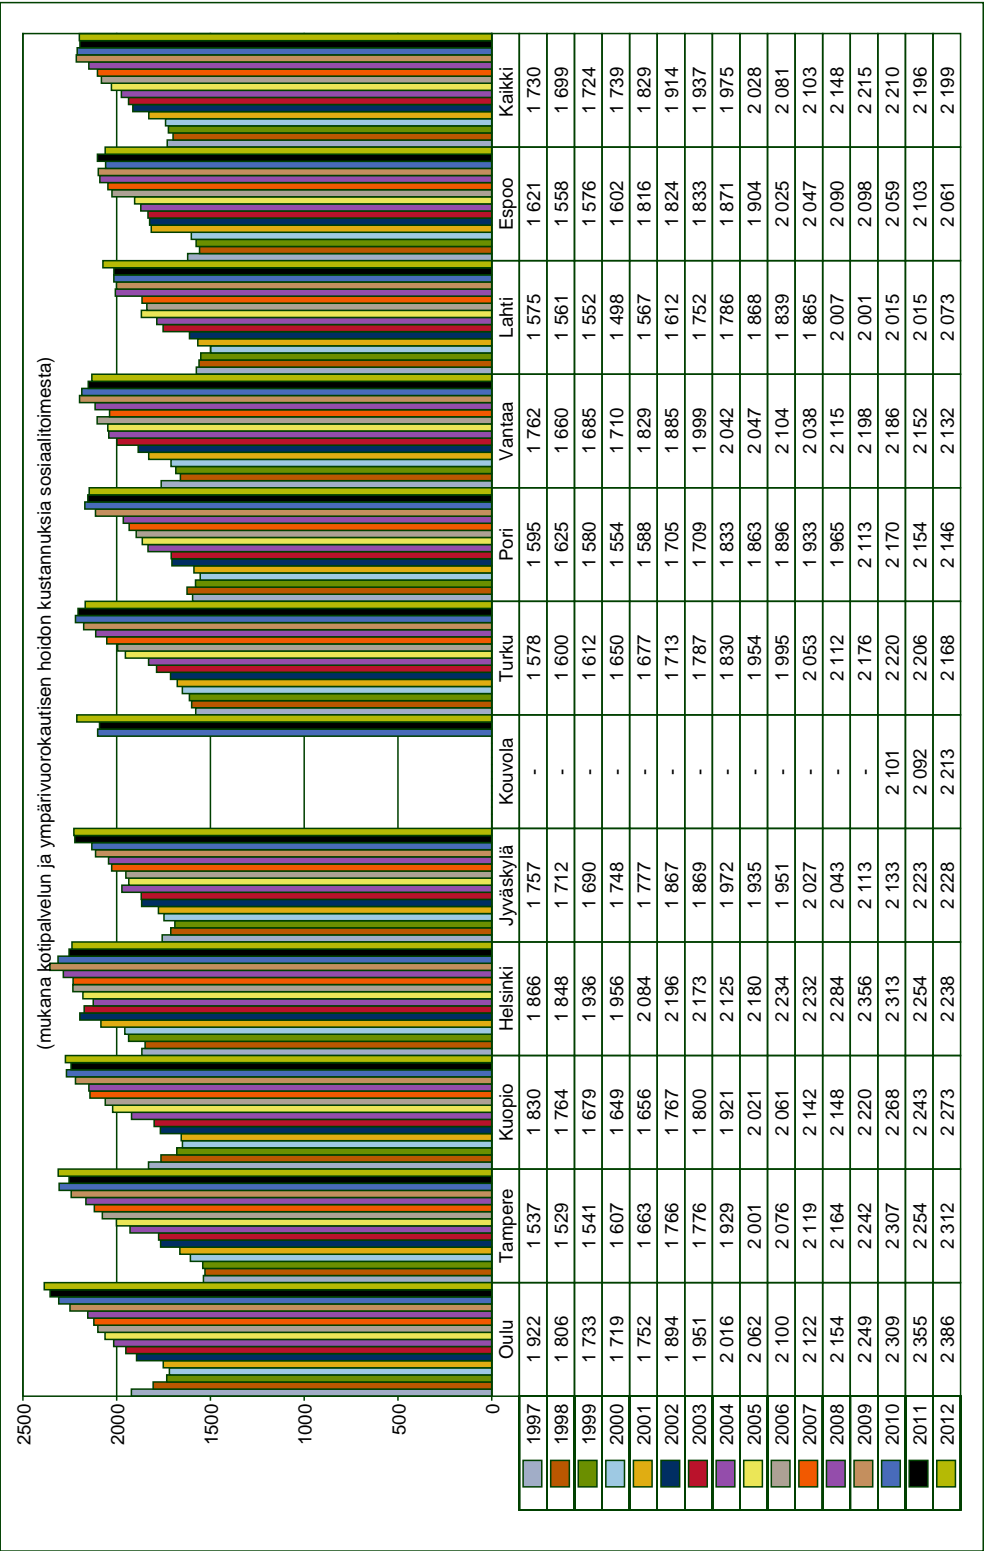 (mukana kotipalvelun ja ympärivuorokautisen hoidon kustannuksia sosiaalitoimesta)
2500
2000
1500
1000
500
0
Oulu Tampere Kuopio Helsinki Jyväskylä Kouvola Turku Pori Vantaa Lahti Espoo Kaikki
1997 1 922 1 537 1 830 1 866 1 757 - 1 578 1 595 1 762 1 575 1 621 1 730
1998 1 806 1 529 1 764 1 848 1 712 - 1 600 1 625 1 660 1 561 1 558 1 699
1999 1 733 1 541 1 679 1 936 1 690 - 1 612 1 580 1 685 1 552 1 576 1 724
2000 1 719 1 607 1 649 1 956 1 748 - 1 650 1 554 1 710 1 498 1 602 1 739
2001 1 752 1 663 1 656 2 084 1 777 - 1 677 1 588 1 829 1 567 1 816 1 829
2002 1 894 1 766 1 767 2 196 1 867 - 1 713 1 705 1 885 1 612 1 824 1 914
2003 1 951 1 776 1 800 2 173 1 869 - 1 787 1 709 1 999 1 752 1 833 1 937
2004 2 016 1 929 1 921 2 125 1 972 - 1 830 1 833 2 042 1 786 1 871 1 975
2005 2 062 2 001 2 021 2 180 1 935 - 1 954 1 863 2 047 1 868 1 904 2 028
2006 2 100 2 076 2 061 2 234 1 951 - 1 995 1 896 2 104 1 839 2 025 2 081
2007 2 122 2 119 2 142 2 232 2 027 - 2 053 1 933 2 038 1 865 2 047 2 103
2008 2 154 2 164 2 148 2 284 2 043 - 2 112 1 965 2 115 2 007 2 090 2 148
2009 2 249 2 242 2 220 2 356 2 113 - 2 176 2 113 2 198 2 001 2 098 2 215
2010 2 309 2 307 2 268 2 313 2 133 2 101 2 220 2 170 2 186 2 015 2 059 2 210
2011 2 355 2 254 2 243 2 254 2 223 2 092 2 206 2 154 2 152 2 015 2 103 2 196
2012 2 386 2 312 2 273 2 238 2 228 2 213 2 168 2 146 2 132 2 073 2 061 2 199